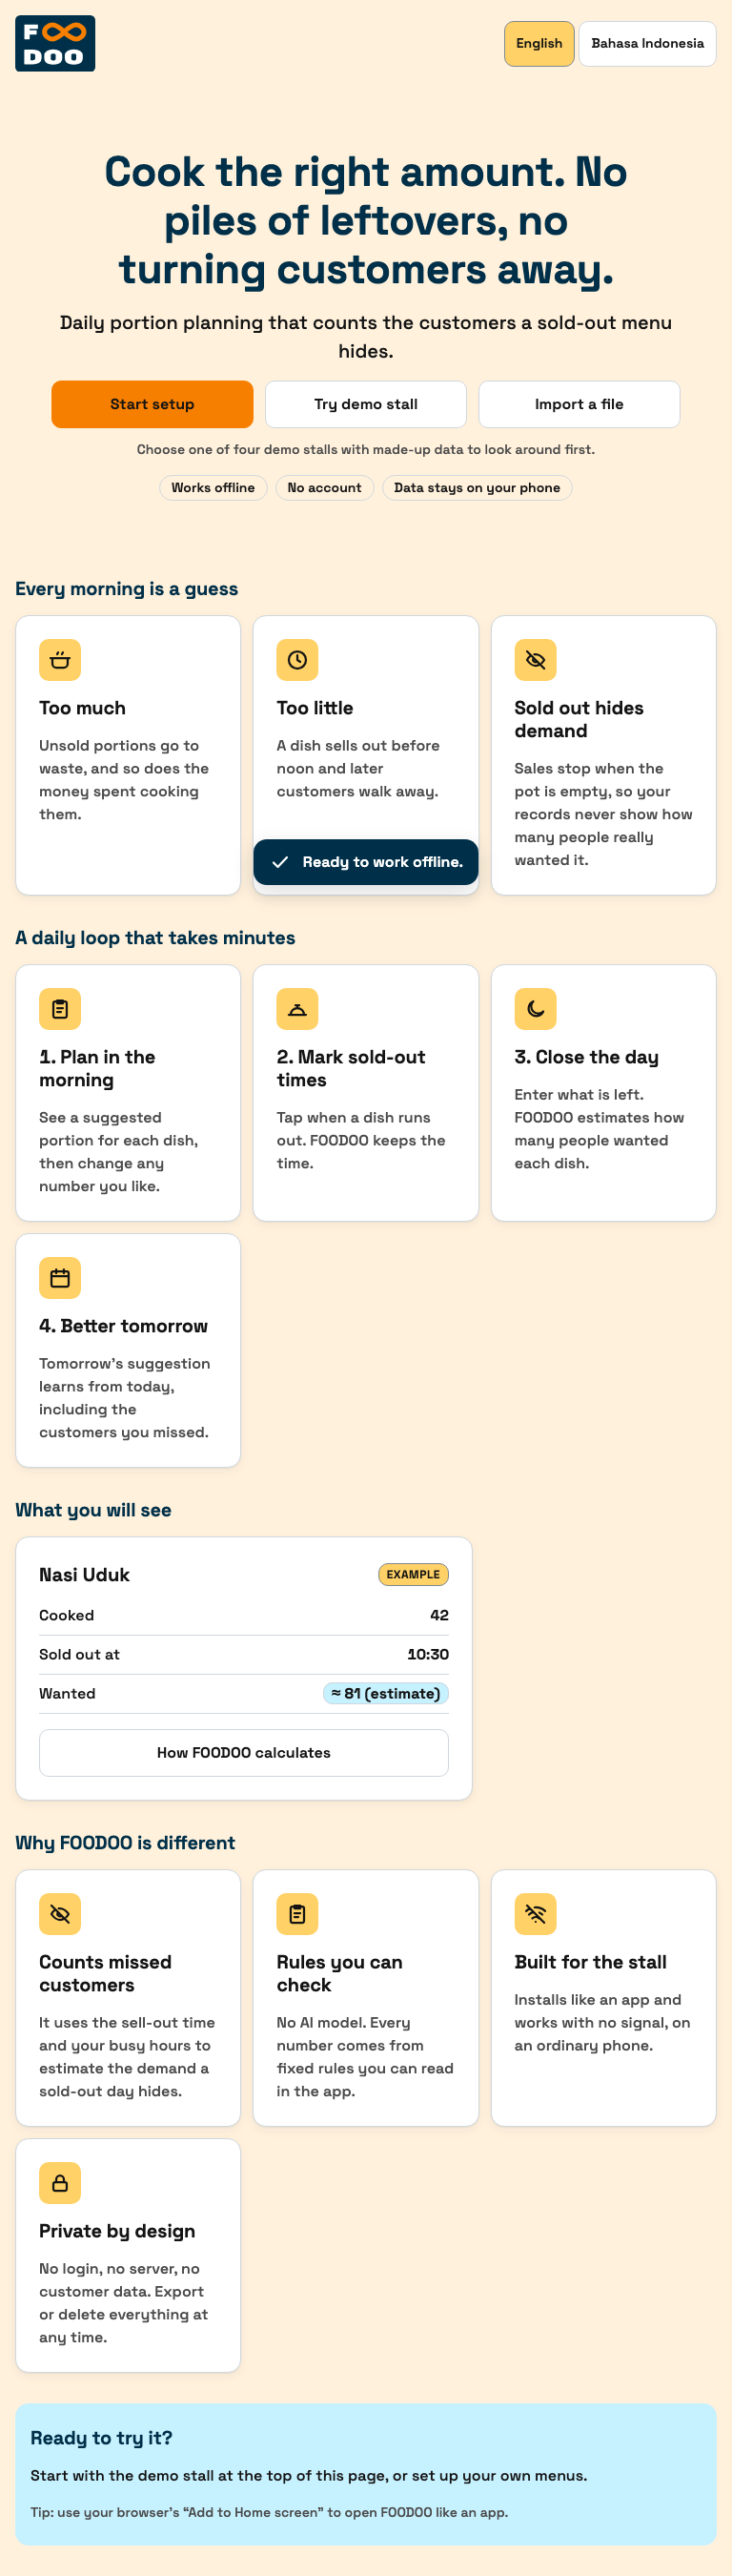 FOO
DOO
English
Bahasa Indonesia
Cook the right amount. No
piles of leftovers, no
turning customers away.
Daily portion planning that counts the customers a sold-out menu
hides.
Start setup
Try demo stall
Import a file
Choose one of four demo stalls with made-up data to look around first.
Works offline
No account
Data stays on your phone
Every morning is a guess
Too much
Unsold portions go to
waste, and so does the
money spent cooking
them.
Too little
A dish sells out before
noon and later
customers walk away.
Ready to work offline.
Sold out hides
demand
Sales stop when the
pot is empty, so your
records never show how
many people really
wanted it.
A daily loop that takes minutes
1. Plan in the
morning
See a suggested
portion for each dish,
then change any
number you like.
2. Mark sold-out
times
Tap when a dish runs
out. FOODOO keeps the
time.
3. Close the day
Enter what is left.
FOODOO estimates how
many people wanted
each dish.
4. Better tomorrow
Tomorrow's suggestion
learns from today,
including the
customers you missed.
What you will see
Nasi Uduk
EXAMPLE
Cooked 42
Sold out at 10:30
Wanted ≈ 81 (estimate)
How FOODOO calculates
Why FOODOO is different
Counts missed
customers
It uses the sell-out time
and your busy hours to
estimate the demand a
sold-out day hides.
Rules you can
check
No AI model. Every
number comes from
fixed rules you can read
in the app.
Built for the stall
Installs like an app and
works with no signal, on
an ordinary phone.
Private by design
No login, no server, no
customer data. Export
or delete everything at
any time.
Ready to try it?
Start with the demo stall at the top of this page, or set up your own menus.
Tip: use your browser's “Add to Home screen” to open FOODOO like an app.